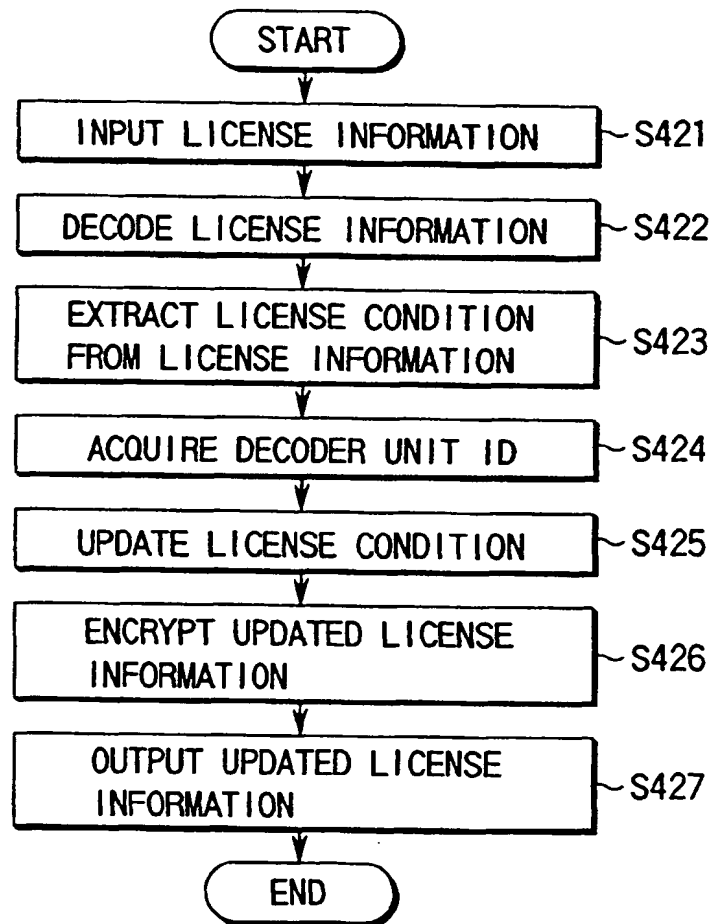 START
INPUT LICENSE INFORMATION
S421
DECODE LICENSE INFORMATION
S422
EXTRACT LICENSE CONDITION
FROM LICENSE INFORMATION
S423
ACQUIRE DECODER UNIT ID
S424
UPDATE LICENSE CONDITION
S425
ENCRYPT UPDATED LICENSE
INFORMATION
S426
OUTPUT UPDATED LICENSE
INFORMATION
S427
END